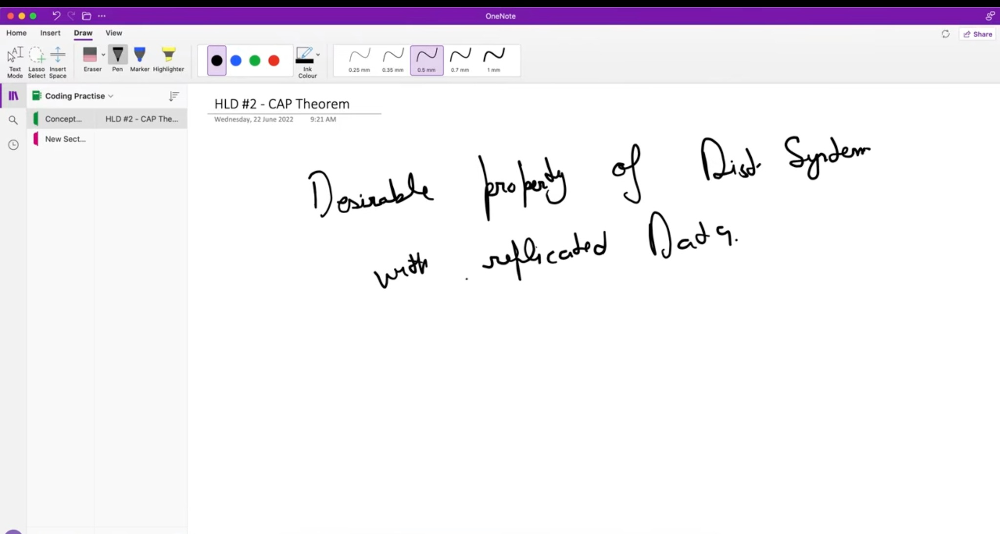 OneNote
Home Insert Draw View
Share
Text Mode
Lasso Select
Insert Space
Eraser
Pen
Marker
Highlighter
Ink Colour
0.25 mm
0.35 mm
0.5 mm
0.7 mm
1 mm
Coding Practise
Concept...
HLD #2 - CAP The...
New Sect...
HLD #2 - CAP Theorem
Wednesday, 22 June 2022 9:21 AM
Desirable property of Dist. System
with replicated Data.